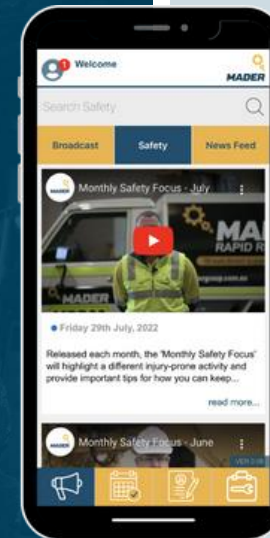 1
Welcome
MADER
Search Safety
Broadcast
Safety
News Feed
MADER
Monthly Safety Focus - July
MA
RAPID R
MADER
Friday 29th July, 2022
Released each month, the 'Monthly Safety Focus'
will highlight a different injury-prone activity and
provide important tips for how you can keep...
read more...
MADER
Monthly Safety Focus - June